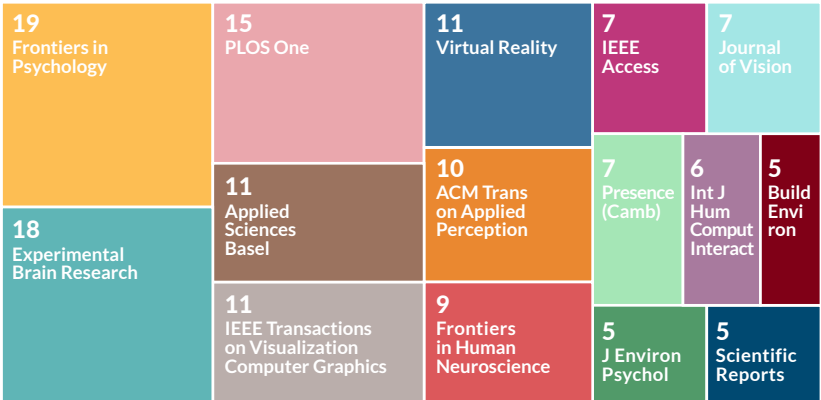 19
Frontiers in
Psychology
18
Experimental
Brain Research
15
PLOS One
11
Applied
Sciences
Basel
11
IEEE Transactions
on Visualization
Computer Graphics
11
Virtual Reality
10
ACM Trans
on Applied
Perception
9
Frontiers
in Human
Neuroscience
7
IEEE
Access
7
Journal
of Vision
7
Presence
(Camb)
6
Int J
Hum
Comput
Interact
5
Build
Envi
ron
5
J Environ
Psychol
5
Scientific
Reports